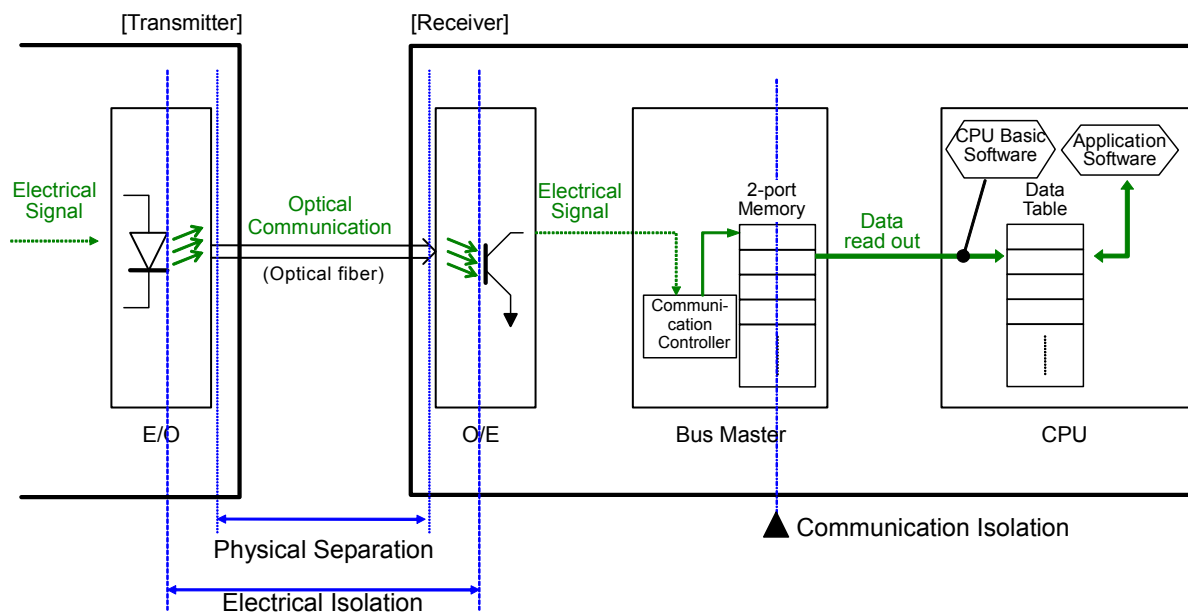 [Transmitter]
[Receiver]
Electrical
Signal
Optical
Communication
(Optical fiber)
E/O
O/E
Electrical
Signal
2-port
Memory
Communi-
cation
Controller
Bus Master
Data
read out
CPU Basic
Software
Application
Software
Data
Table
CPU
Physical Separation
Electrical Isolation
Communication Isolation